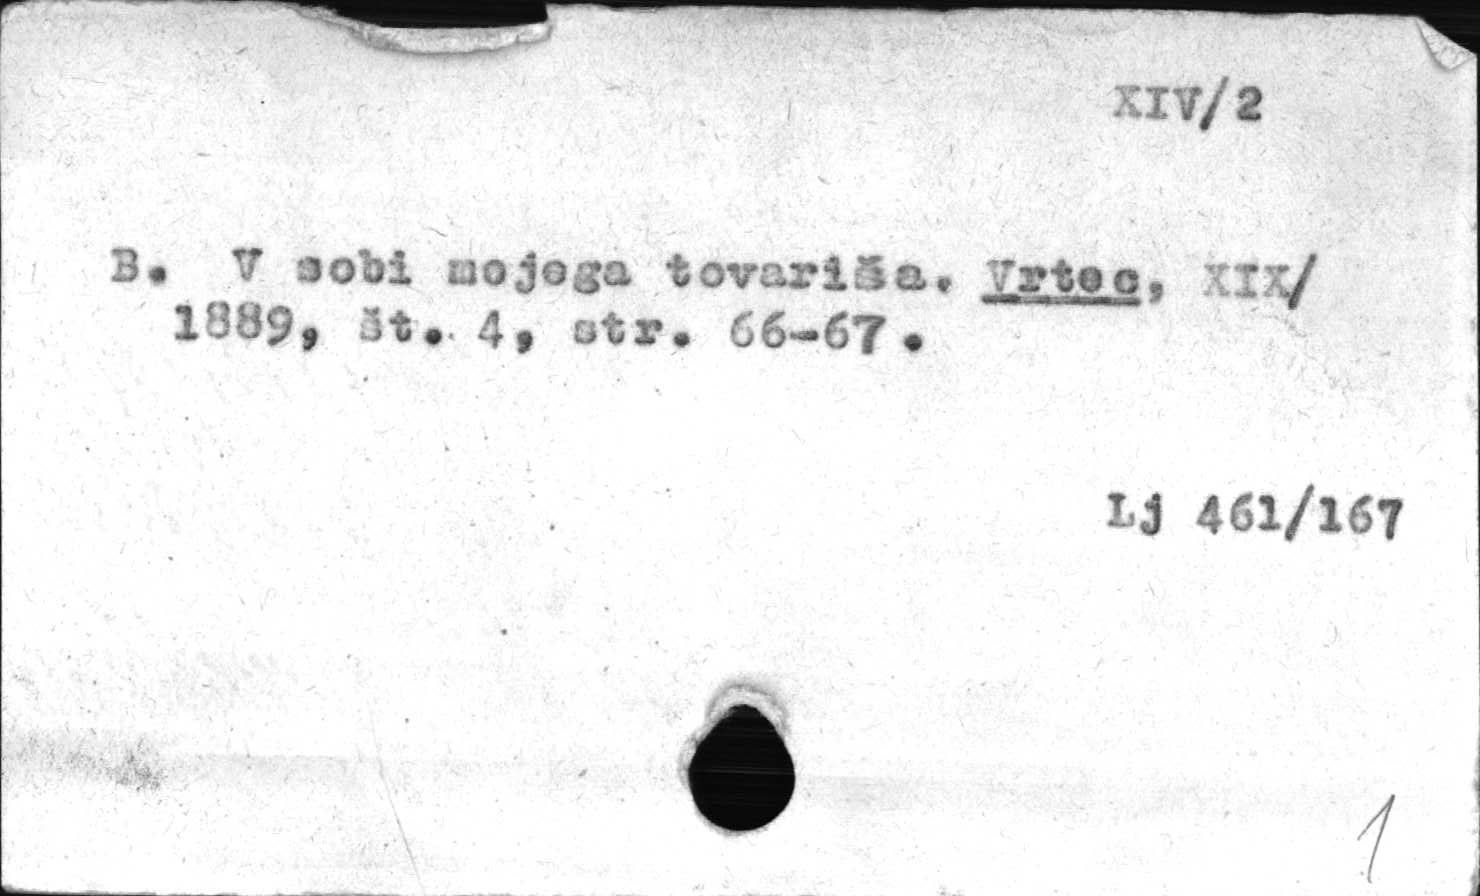 XIV/2
B. V sobi mojega tovariša. Vrtec, XIX/
1889, št. 4, str. 66-67.
Lj 461/167
1